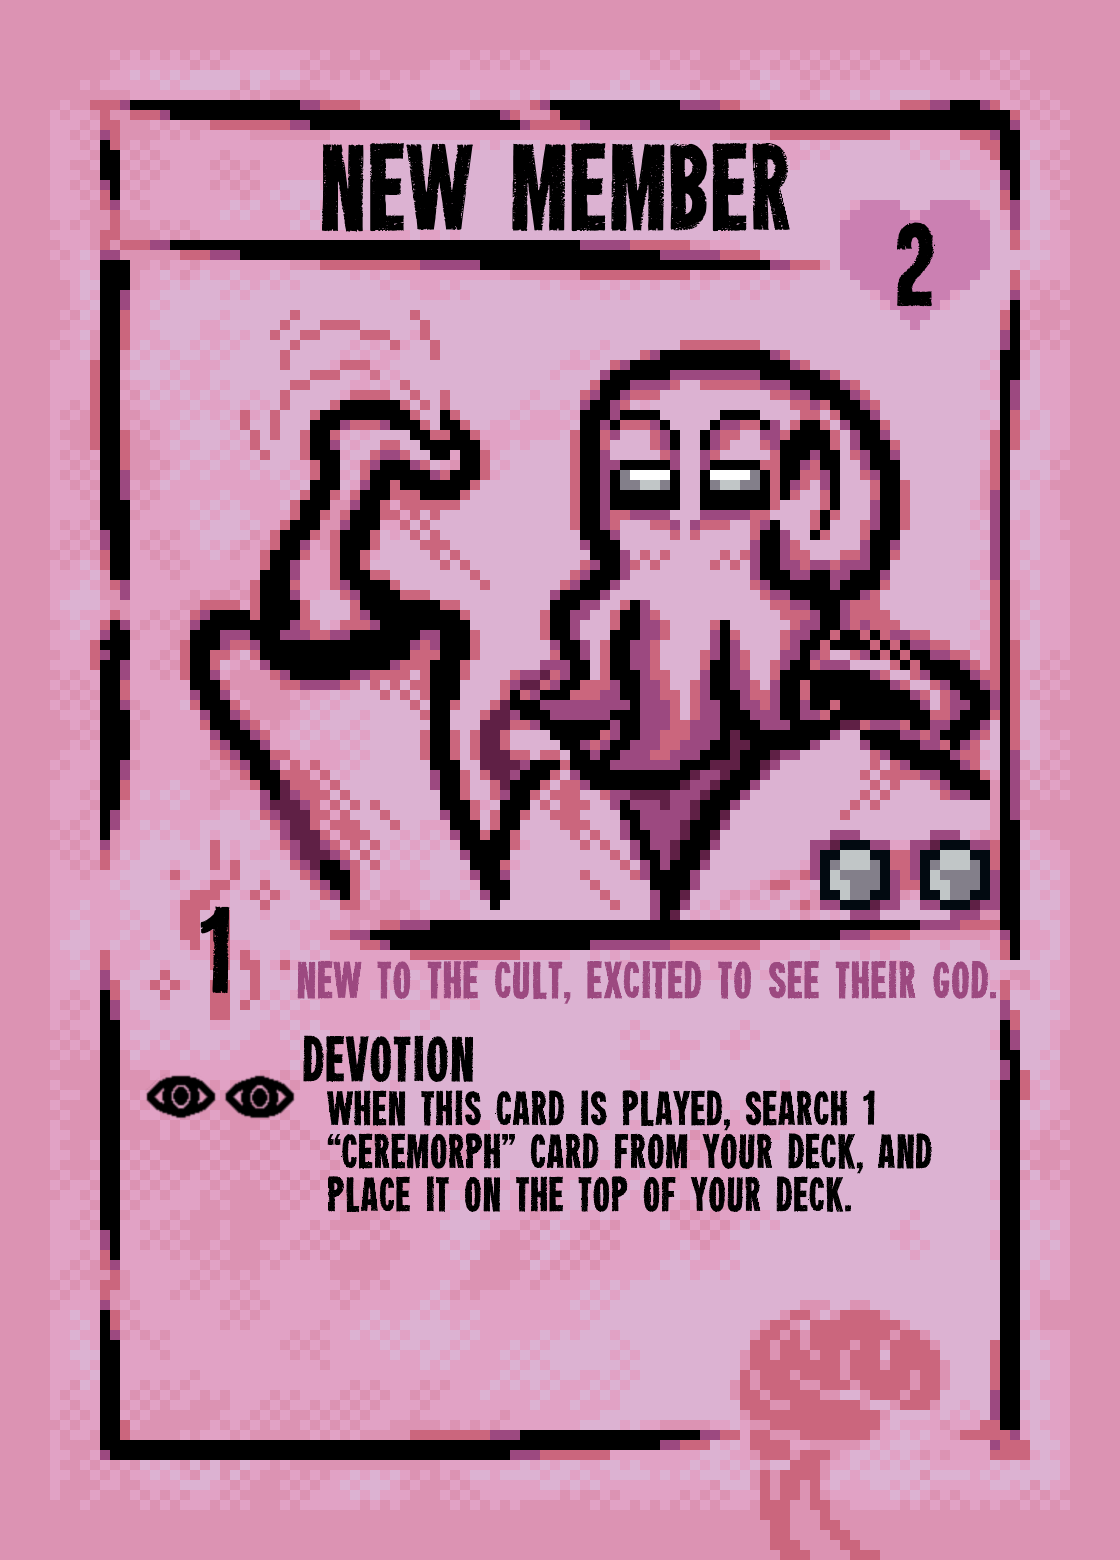 NEW MEMBER
2
1
NEW TO THE CULT, EXCITED TO SEE THEIR GOD.
DEVOTION
WHEN THIS CARD IS PLAYED, SEARCH 1
“CEREMORPH” CARD FROM YOUR DECK, AND
PLACE IT ON THE TOP OF YOUR DECK.